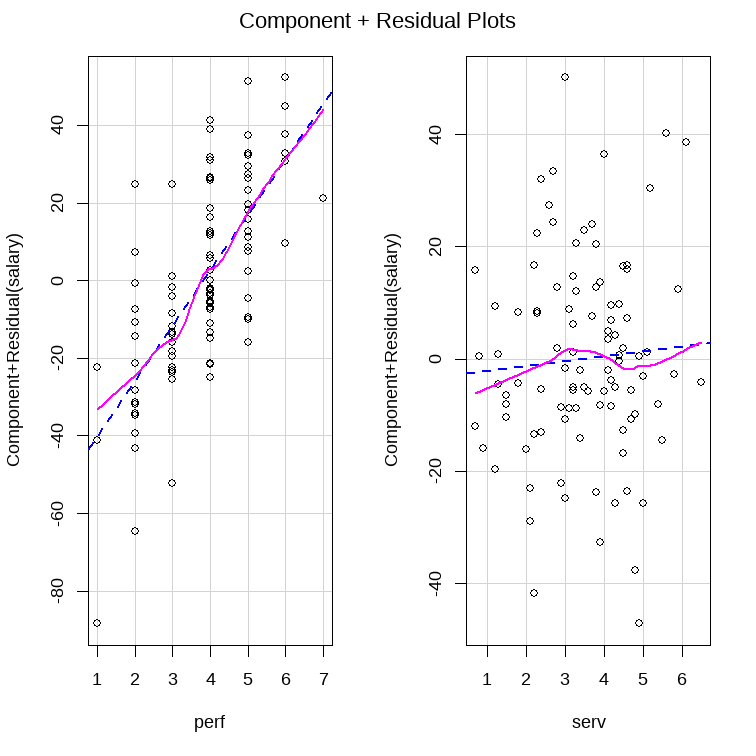 Component + Residual Plots
Component+Residual(salary)
40
20
0
-20
-40
-60
-80
1 2 3 4 5 6 7
perf
Component+Residual(salary)
40
20
0
-20
-40
1 2 3 4 5 6
serv